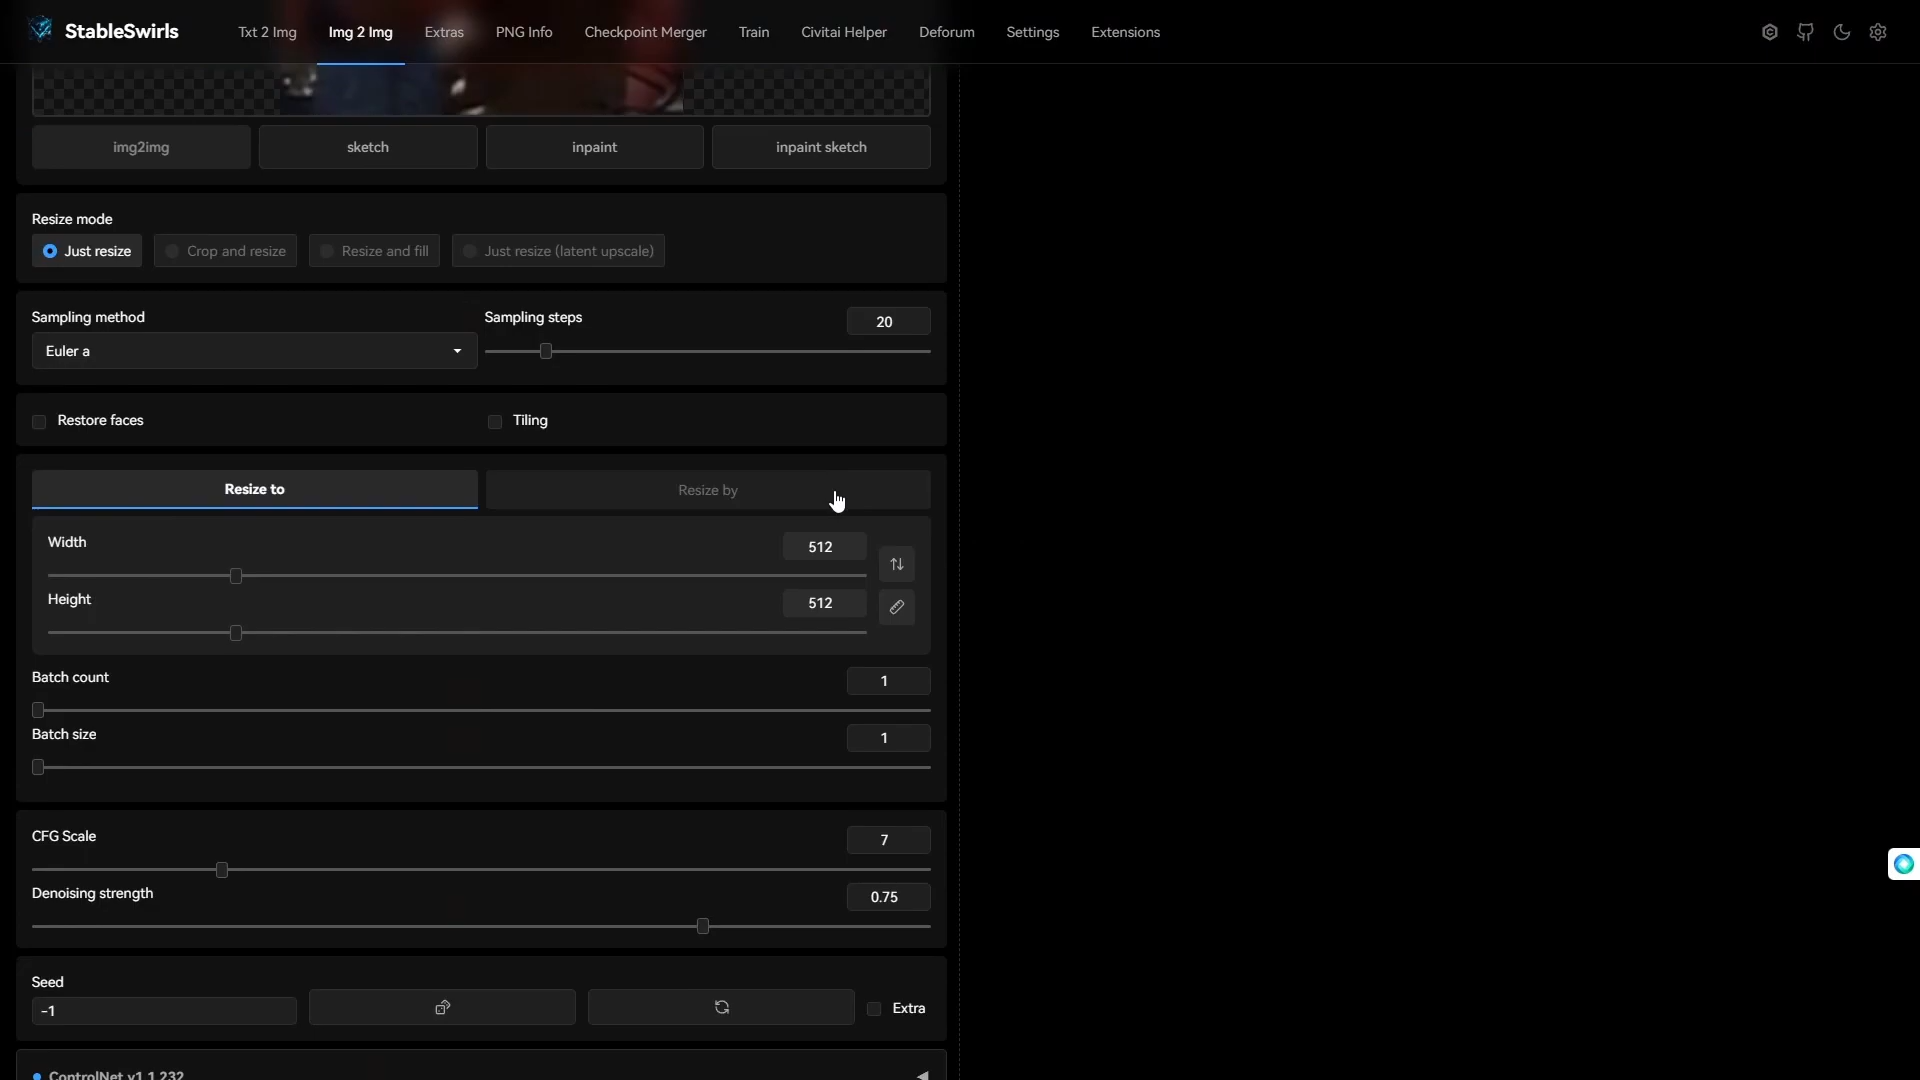 StableSwirls
Txt 2 Img
Img 2 Img
Extras
PNG Info
Checkpoint Merger
Train
Civitai Helper
Deforum
Settings
Extensions
img2img
sketch
inpaint
inpaint sketch
Resize mode
Just resize
Crop and resize
Resize and fill
Just resize (latent upscale)
Sampling method
Sampling steps
20
Euler a
Restore faces
Tiling
Resize to
Resize by
Width
512
Height
512
Batch count
1
Batch size
1
CFG Scale
7
Denoising strength
0.75
Seed
-1
Extra
ControlNet v1.1.232